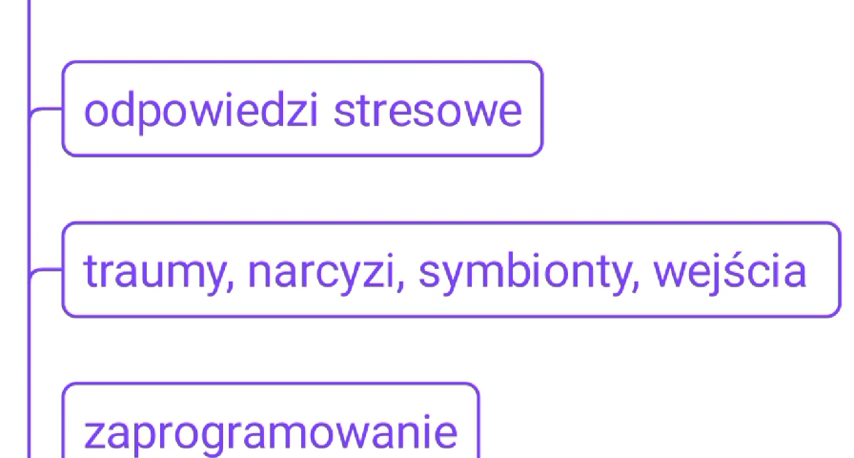 odpowiedzi stresowe
traumy, narcyzi, symbionty, wejścia
zaprogramowanie